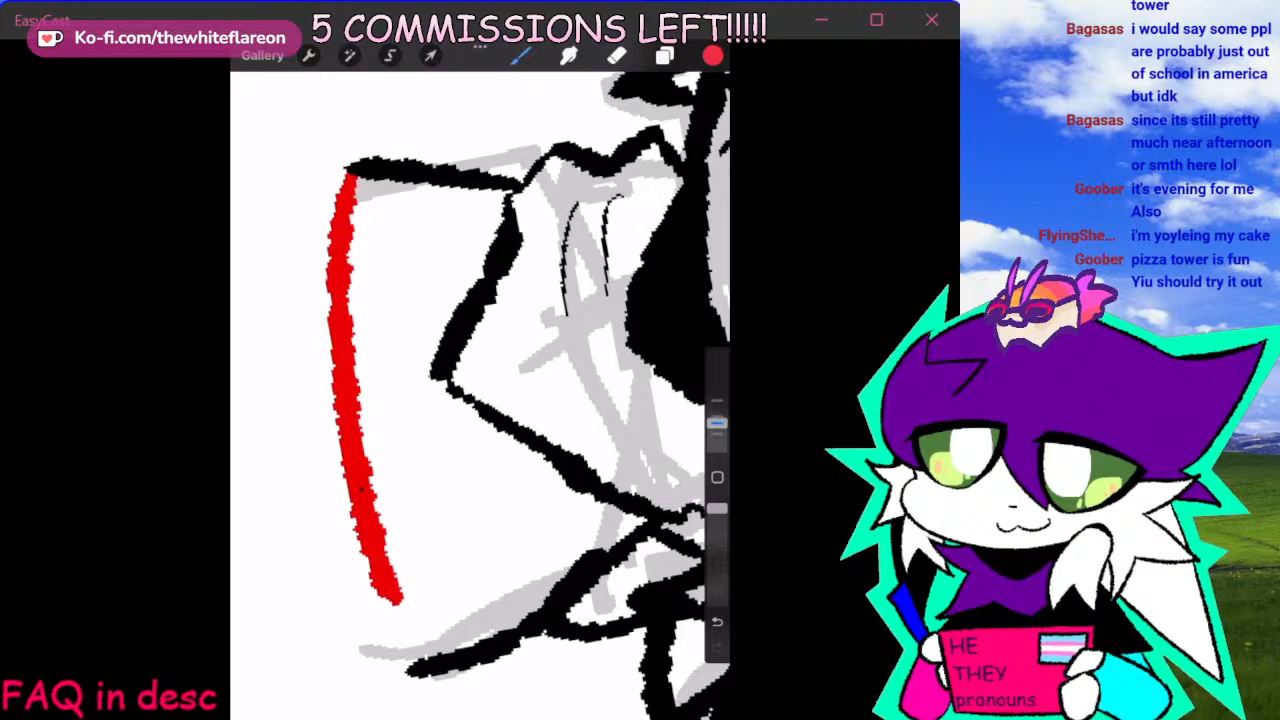 EasyCast
Ko-fi.com/thewhiteflareon
5 COMMISSIONS LEFT!!!!!
Gallery
tower
Bagasas i would say some ppl
are probably just out
of school in america
but idk
Bagasas since its still pretty
much near afternoon
or smth here lol
Goober it's evening for me
Also
FlyingShe... i'm yoyleing my cake
Goober pizza tower is fun
Yiu should try it out
HE
THEY
pronouns
FAQ in desc